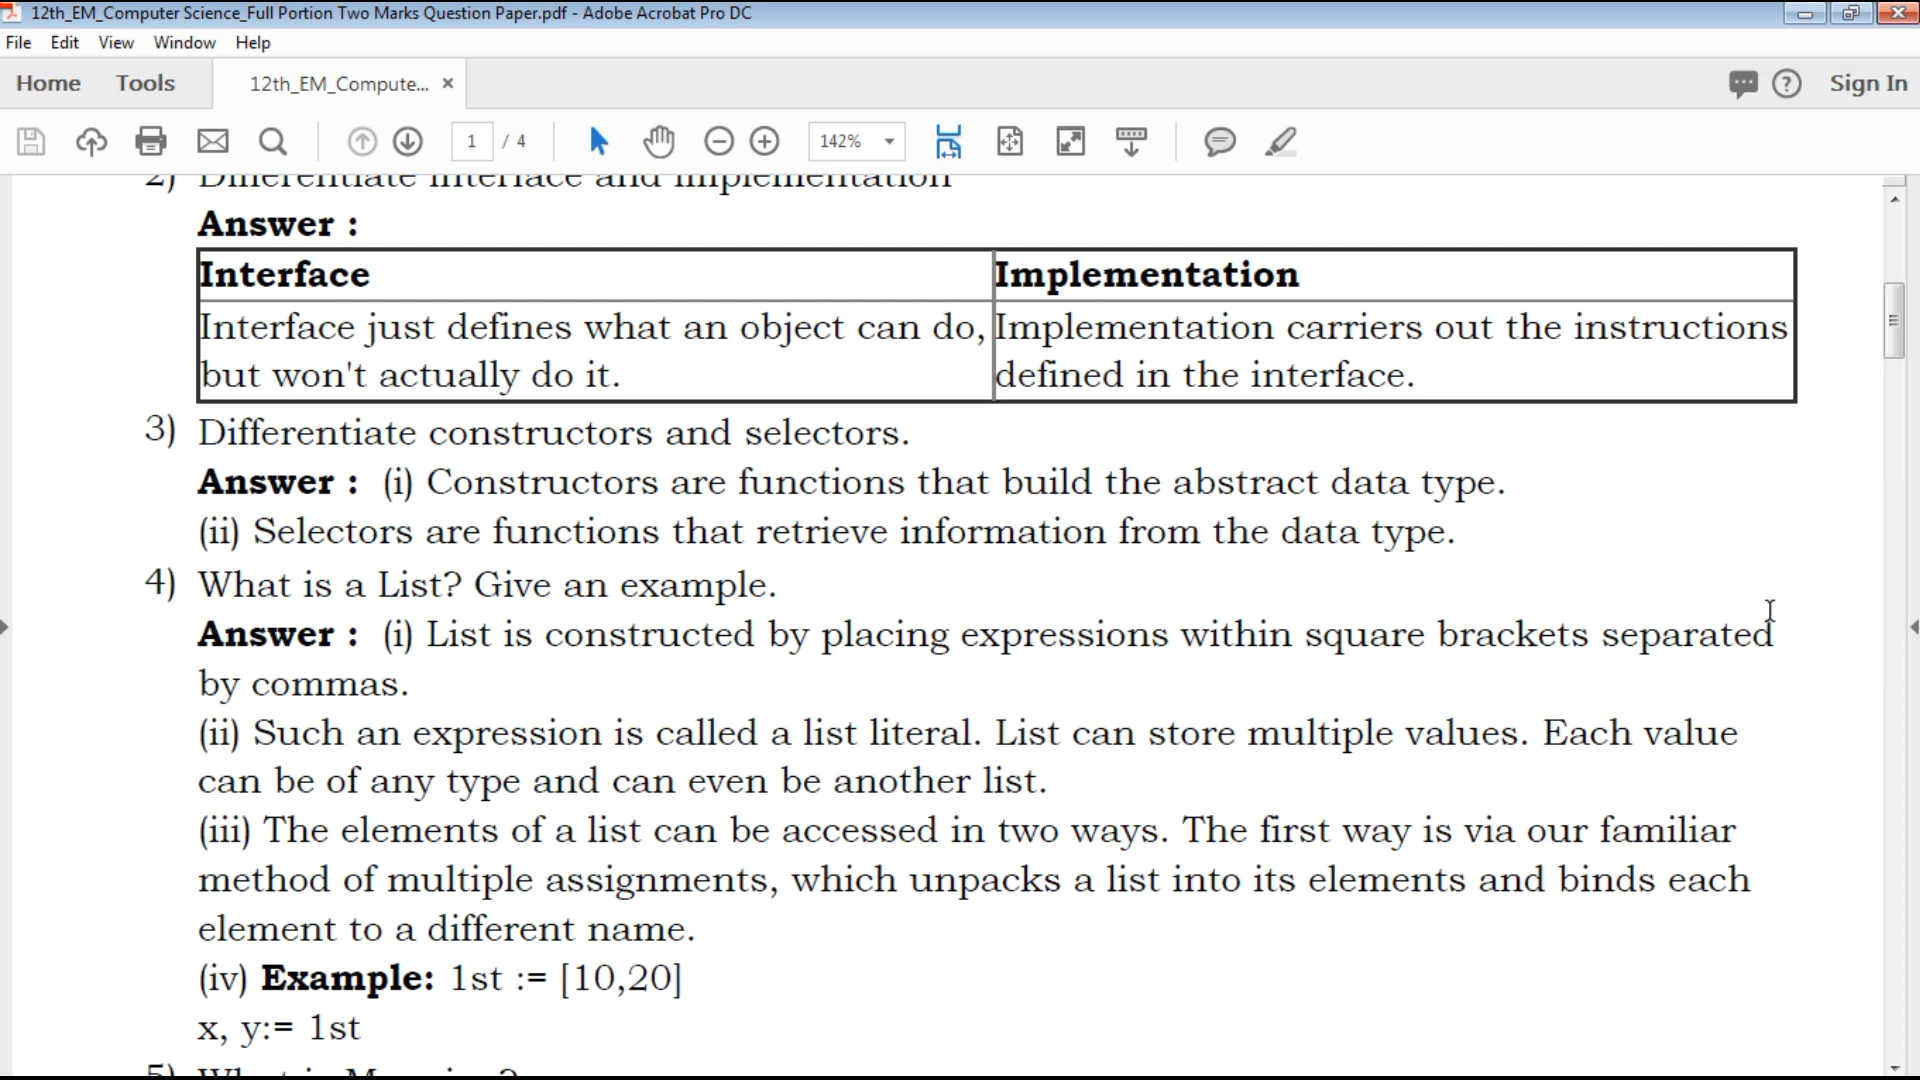 12th_EM_Computer Science_Full Portion Two Marks Question Paper.pdf - Adobe Acrobat Pro DC
File Edit View Window Help
Home Tools 12th_EM_Compute... × Sign In
1 / 4 142%
2) Differentiate interface and implementation
Answer :
Interface Implementation
Interface just defines what an object can do, Implementation carriers out the instructions
but won't actually do it. defined in the interface.
3) Differentiate constructors and selectors.
Answer : (i) Constructors are functions that build the abstract data type.
(ii) Selectors are functions that retrieve information from the data type.
4) What is a List? Give an example.
Answer : (i) List is constructed by placing expressions within square brackets separated
by commas.
(ii) Such an expression is called a list literal. List can store multiple values. Each value
can be of any type and can even be another list.
(iii) The elements of a list can be accessed in two ways. The first way is via our familiar
method of multiple assignments, which unpacks a list into its elements and binds each
element to a different name.
(iv) Example: 1st := [10,20]
x, y:= 1st
5) What is